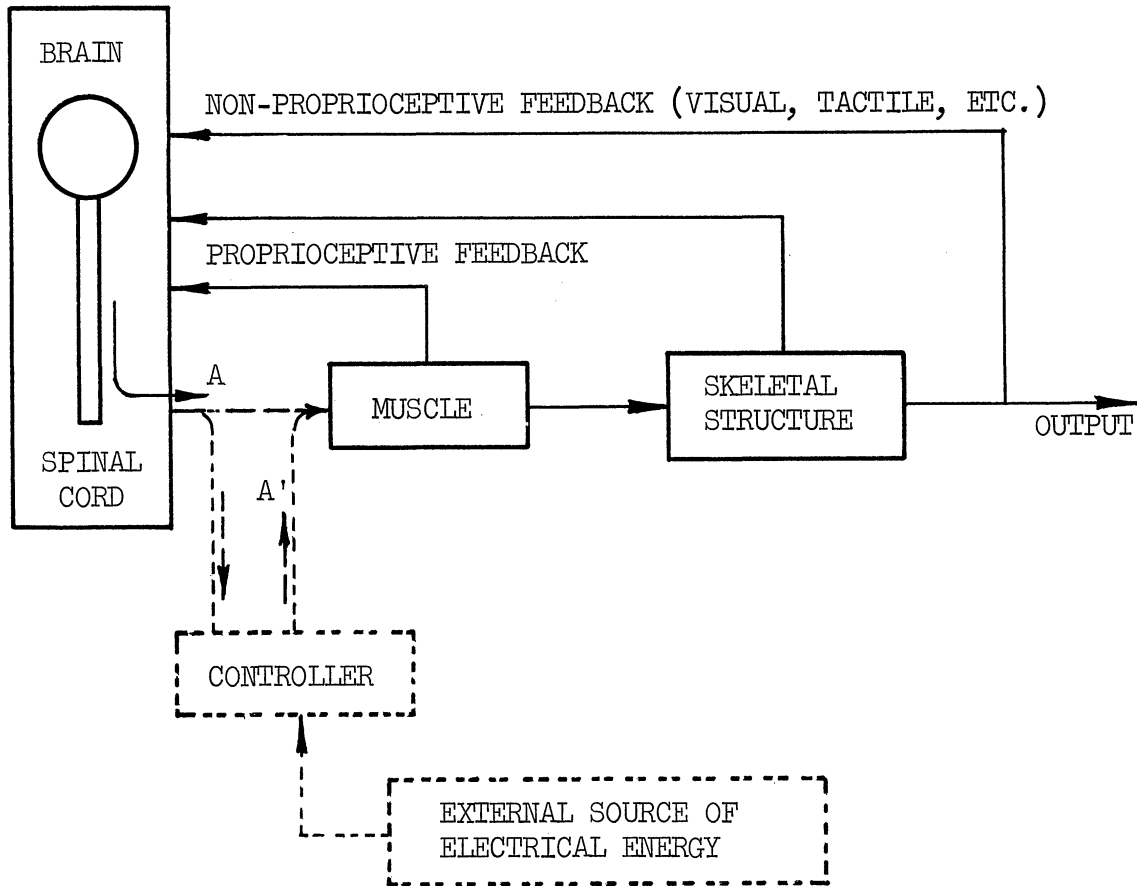 BRAIN
NON-PROPRIOCEPTIVE FEEDBACK (VISUAL, TACTILE, ETC.)
PROPRIOCEPTIVE FEEDBACK
A
MUSCLE
SKELETAL
STRUCTURE
OUTPUT
SPINAL
CORD
A'
CONTROLLER
EXTERNAL SOURCE OF
ELECTRICAL ENERGY